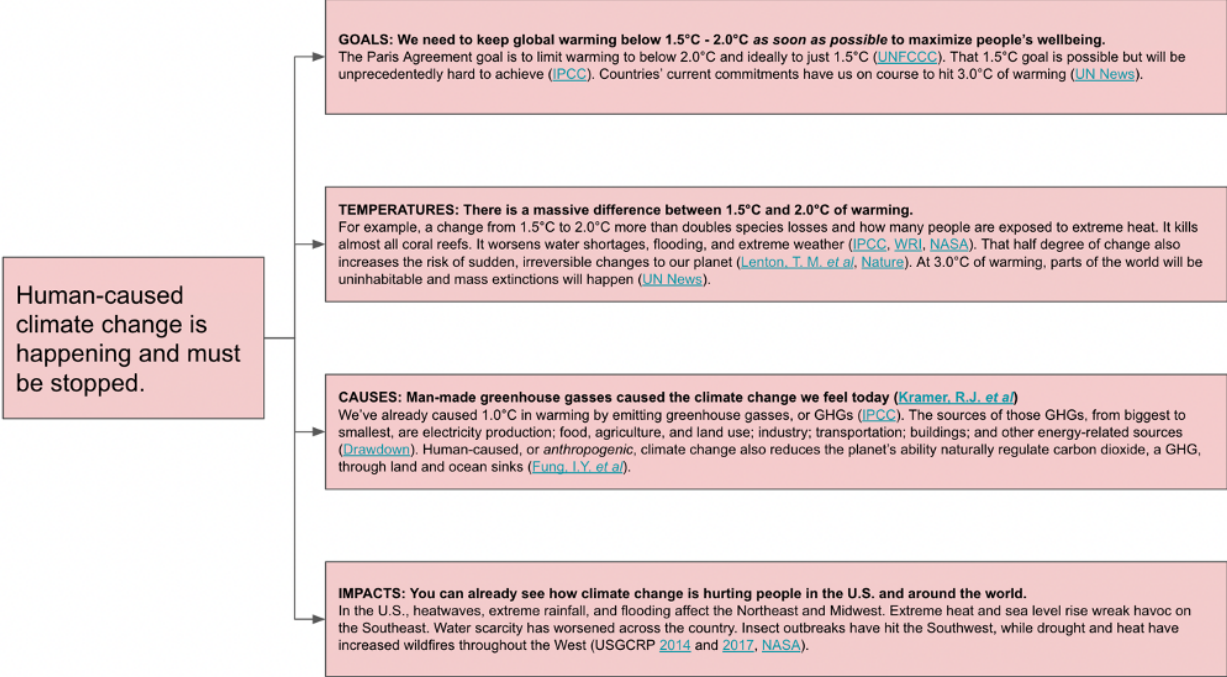 GOALS: We need to keep global warming below 1.5°C - 2.0°C as soon as possible to maximize people's wellbeing.
The Paris Agreement goal is to limit warming to below 2.0°C and ideally to just 1.5°C (UNFCCC). That 1.5°C goal is possible but will be
unprecedentedly hard to achieve (IPCC). Countries' current commitments have us on course to hit 3.0°C of warming (UN News).
TEMPERATURES: There is a massive difference between 1.5°C and 2.0°C of warming.
For example, a change from 1.5°C to 2.0°C more than doubles species losses and how many people are exposed to extreme heat. It kills
almost all coral reefs. It worsens water shortages, flooding, and extreme weather (IPCC, WRI, NASA). That half degree of change also
increases the risk of sudden, irreversible changes to our planet (Lenton, T. M. et al, Nature). At 3.0°C of warming, parts of the world will be
uninhabitable and mass extinctions will happen (UN News).
Human-caused
climate change is
happening and must
be stopped.
CAUSES: Man-made greenhouse gasses caused the climate change we feel today (Kramer, R.J. et al)
We've already caused 1.0°C in warming by emitting greenhouse gasses, or GHGs (IPCC). The sources of those GHGs, from biggest to
smallest, are electricity production; food, agriculture, and land use; industry; transportation; buildings; and other energy-related sources
(Drawdown). Human-caused, or anthropogenic, climate change also reduces the planet's ability naturally regulate carbon dioxide, a GHG,
through land and ocean sinks (Fung, I.Y. et al).
IMPACTS: You can already see how climate change is hurting people in the U.S. and around the world.
In the U.S., heatwaves, extreme rainfall, and flooding affect the Northeast and Midwest. Extreme heat and sea level rise wreak havoc on
the Southeast. Water scarcity has worsened across the country. Insect outbreaks have hit the Southwest, while drought and heat have
increased wildfires throughout the West (USGCRP 2014 and 2017, NASA).